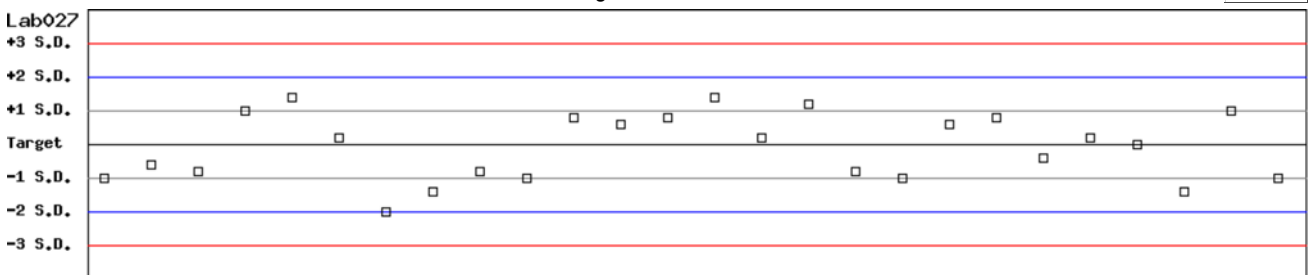 Lab027
+3 S.D.
+2 S.D.
+1 S.D.
Target
-1 S.D.
-2 S.D.
-3 S.D.